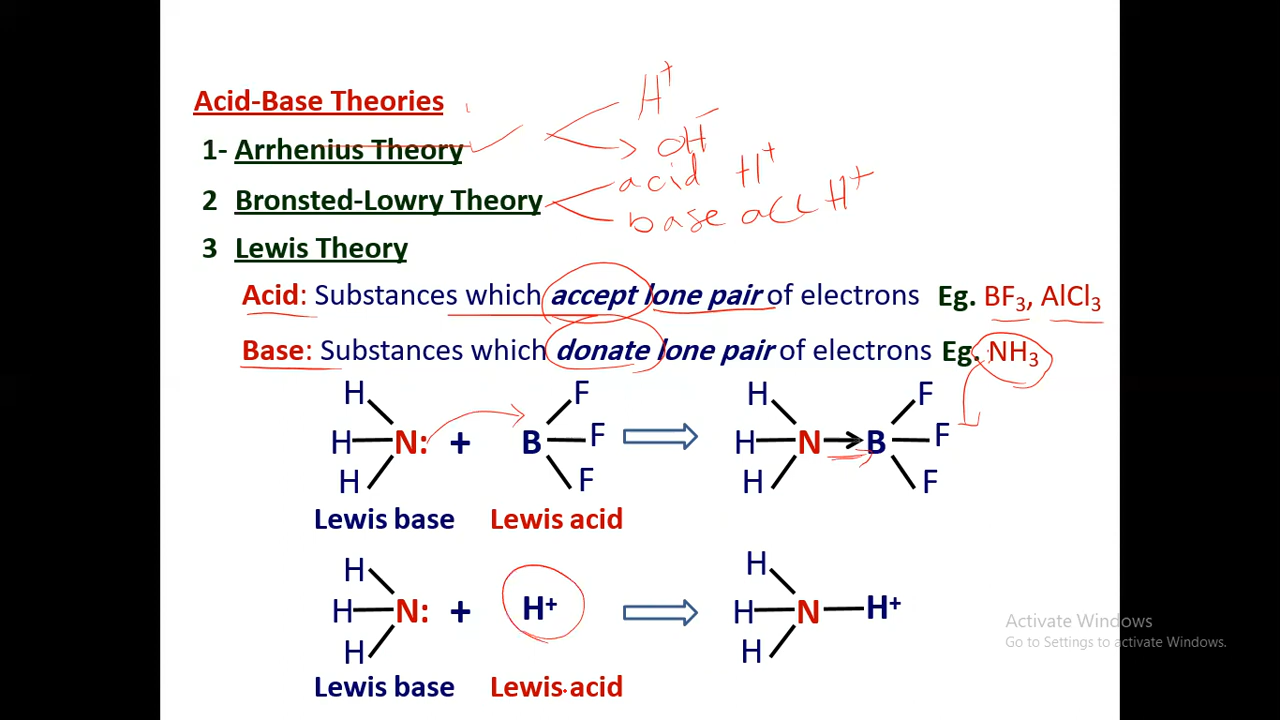 Acid-Base Theories
H⁺
1- Arrhenius Theory
OH⁻
acid H⁺
2 Bronsted-Lowry Theory
base acc H⁺
3 Lewis Theory
Acid: Substances which accept lone pair of electrons Eg. BF₃, AlCl₃
Base: Substances which donate lone pair of electrons Eg. NH₃
H F H F
H N: + B F H N B F
H F H F
Lewis base Lewis acid
H H
H N: + H⁺ H N H⁺
H H
Activate Windows
Go to Settings to activate Windows.
Lewis base Lewis acid